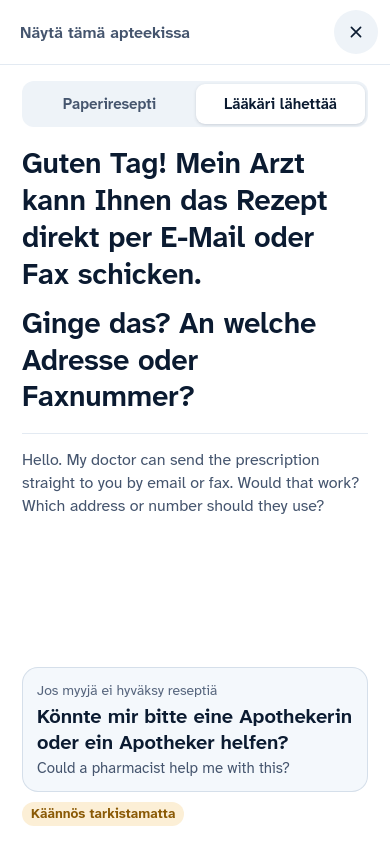 Näytä tämä apteekissa
Paperiresepti
Lääkäri lähettää
Guten Tag! Mein Arzt
kann Ihnen das Rezept
direkt per E-Mail oder
Fax schicken.
Ginge das? An welche
Adresse oder
Faxnummer?
Hello. My doctor can send the prescription
straight to you by email or fax. Would that work?
Which address or number should they use?
Jos myyjä ei hyväksy reseptiä
Könnte mir bitte eine Apothekerin
oder ein Apotheker helfen?
Could a pharmacist help me with this?
Käännös tarkistamatta